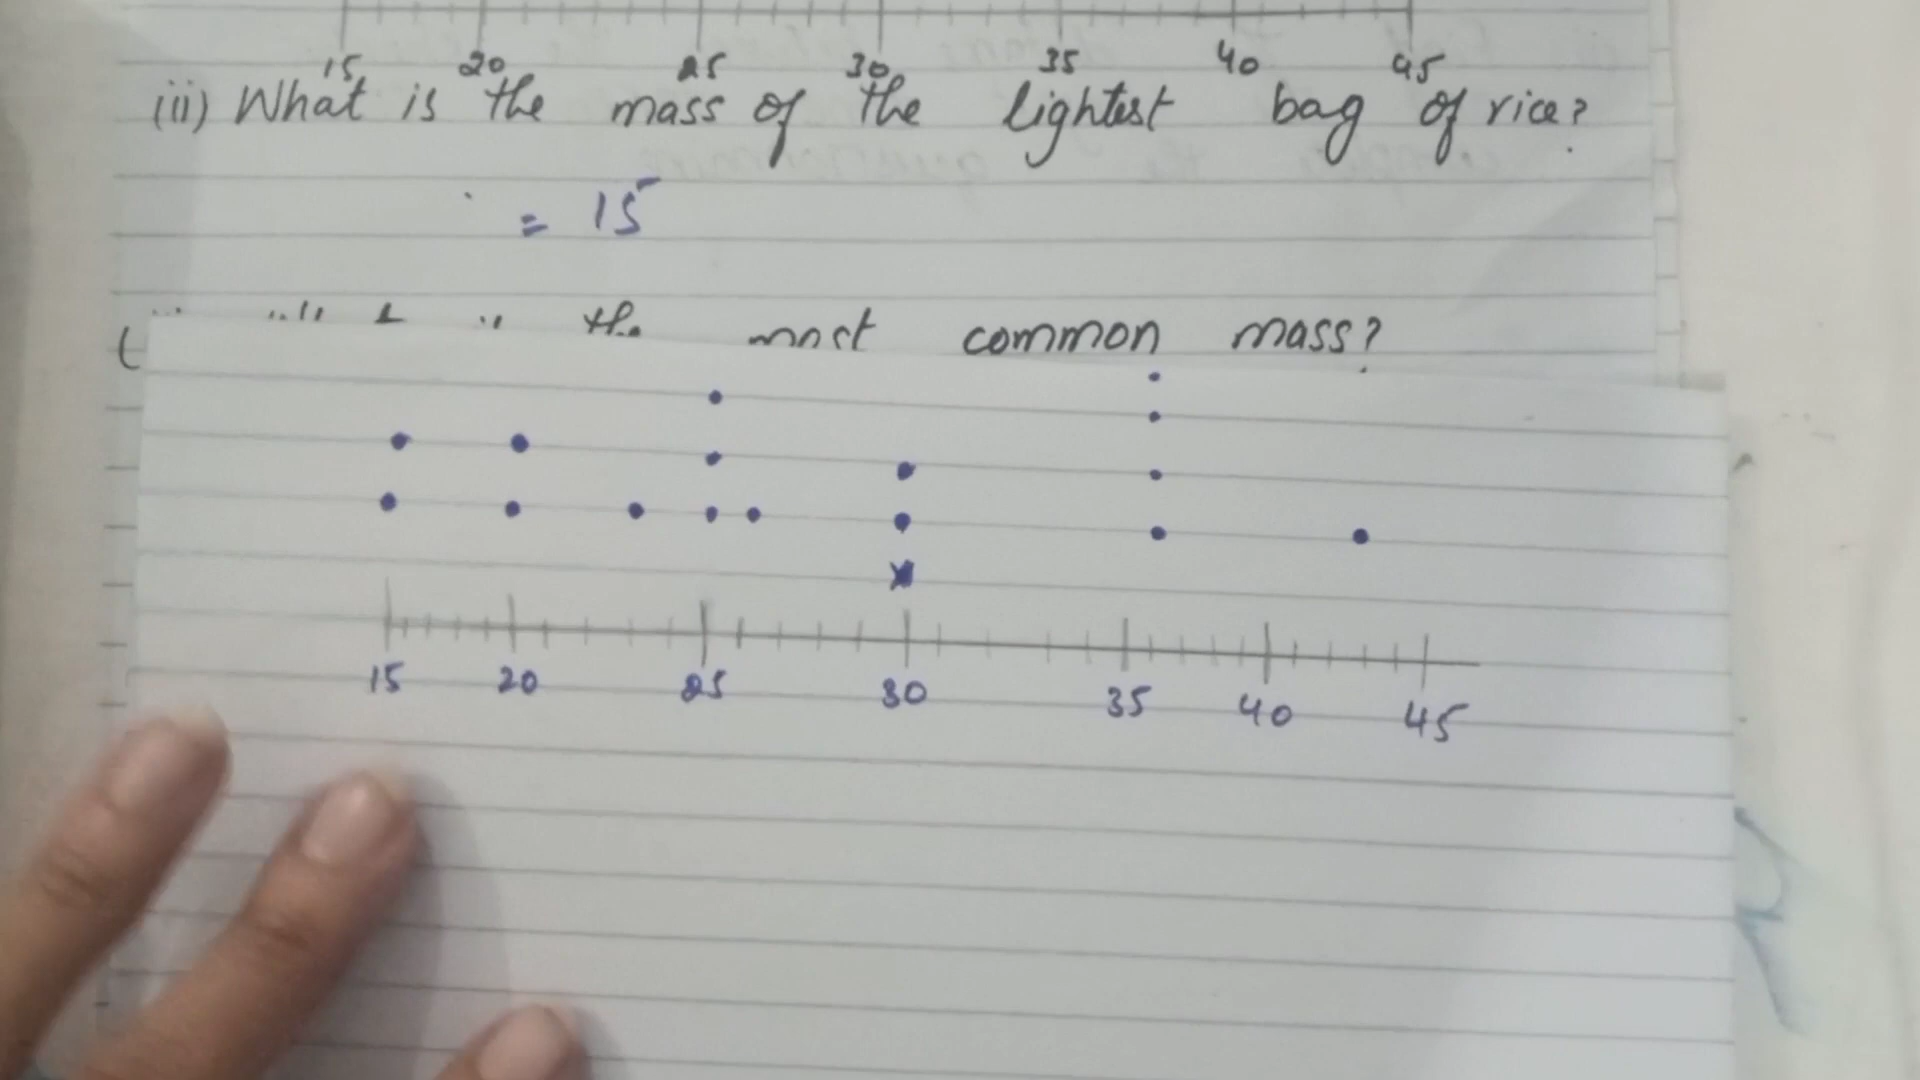 15 20 25 30 35 40 45
(ii) What is the mass of the lightest bag of rice?
= 15
the most common mass?
15 20 25 30 35 40 45